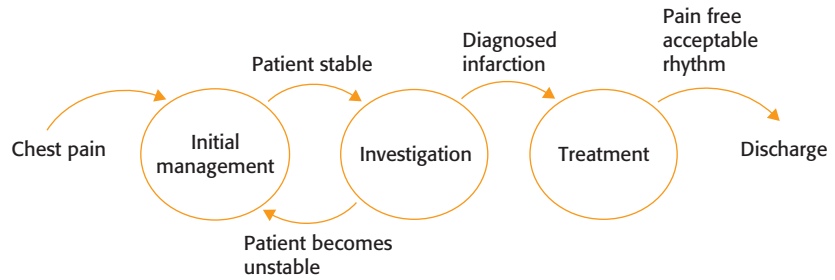 Chest pain
Initial
management
Patient stable
Patient becomes
unstable
Investigation
Diagnosed
infarction
Treatment
Pain free
acceptable
rhythm
Discharge